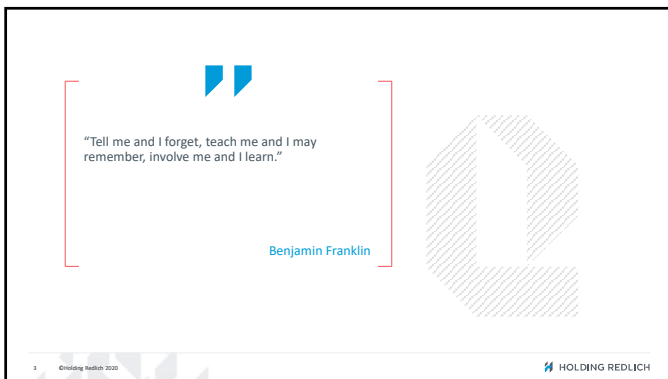 “Tell me and I forget, teach me and I may
remember, involve me and I learn.”
Benjamin Franklin
3 ©Holding Redlich 2020
HOLDING REDLICH